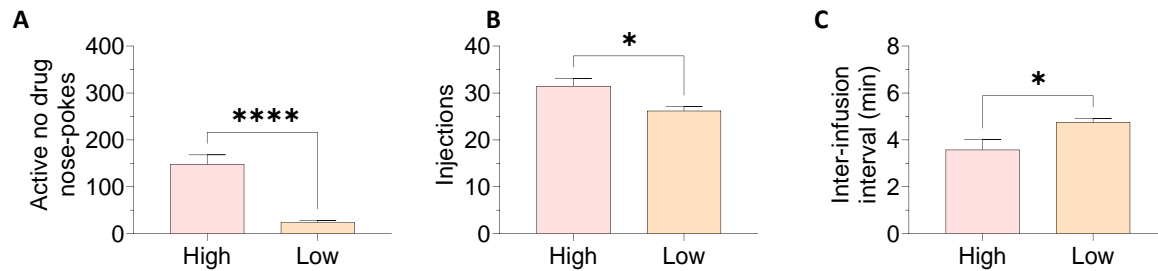 A
Active no drug
nose-pokes
400
300
200
100
0
****
High
Low
B
Injections
40
30
20
10
0
*
High
Low
C
Inter-infusion
interval (min)
8
6
4
2
0
*
High
Low